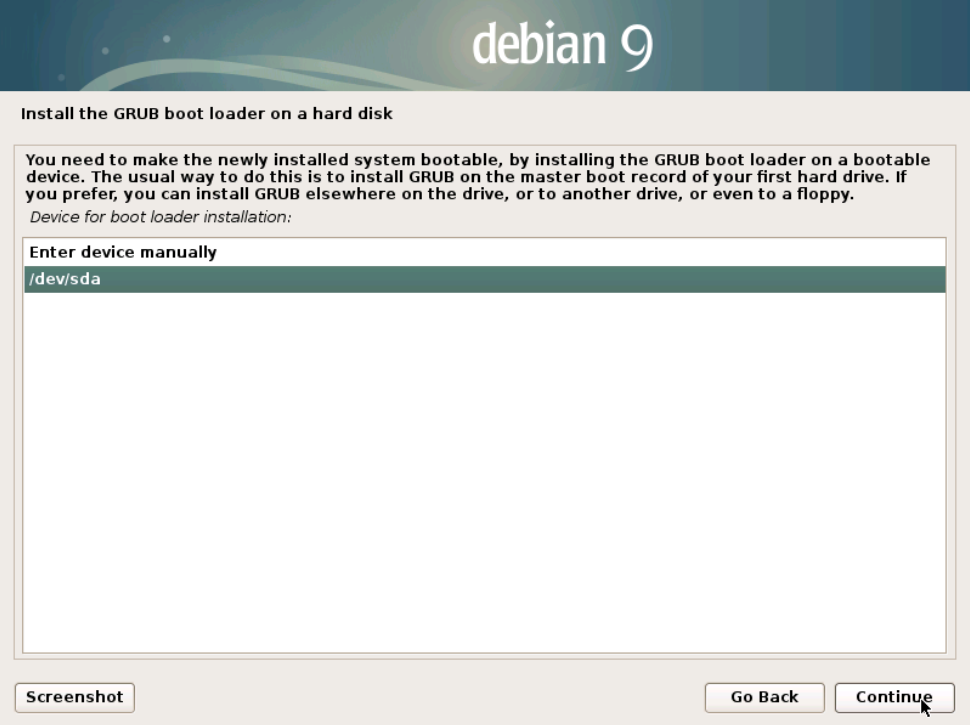 debian 9
Install the GRUB boot loader on a hard disk
You need to make the newly installed system bootable, by installing the GRUB boot loader on a bootable
device. The usual way to do this is to install GRUB on the master boot record of your first hard drive. If
you prefer, you can install GRUB elsewhere on the drive, or to another drive, or even to a floppy.
Device for boot loader installation:
Enter device manually
/dev/sda
Screenshot Go Back Continue